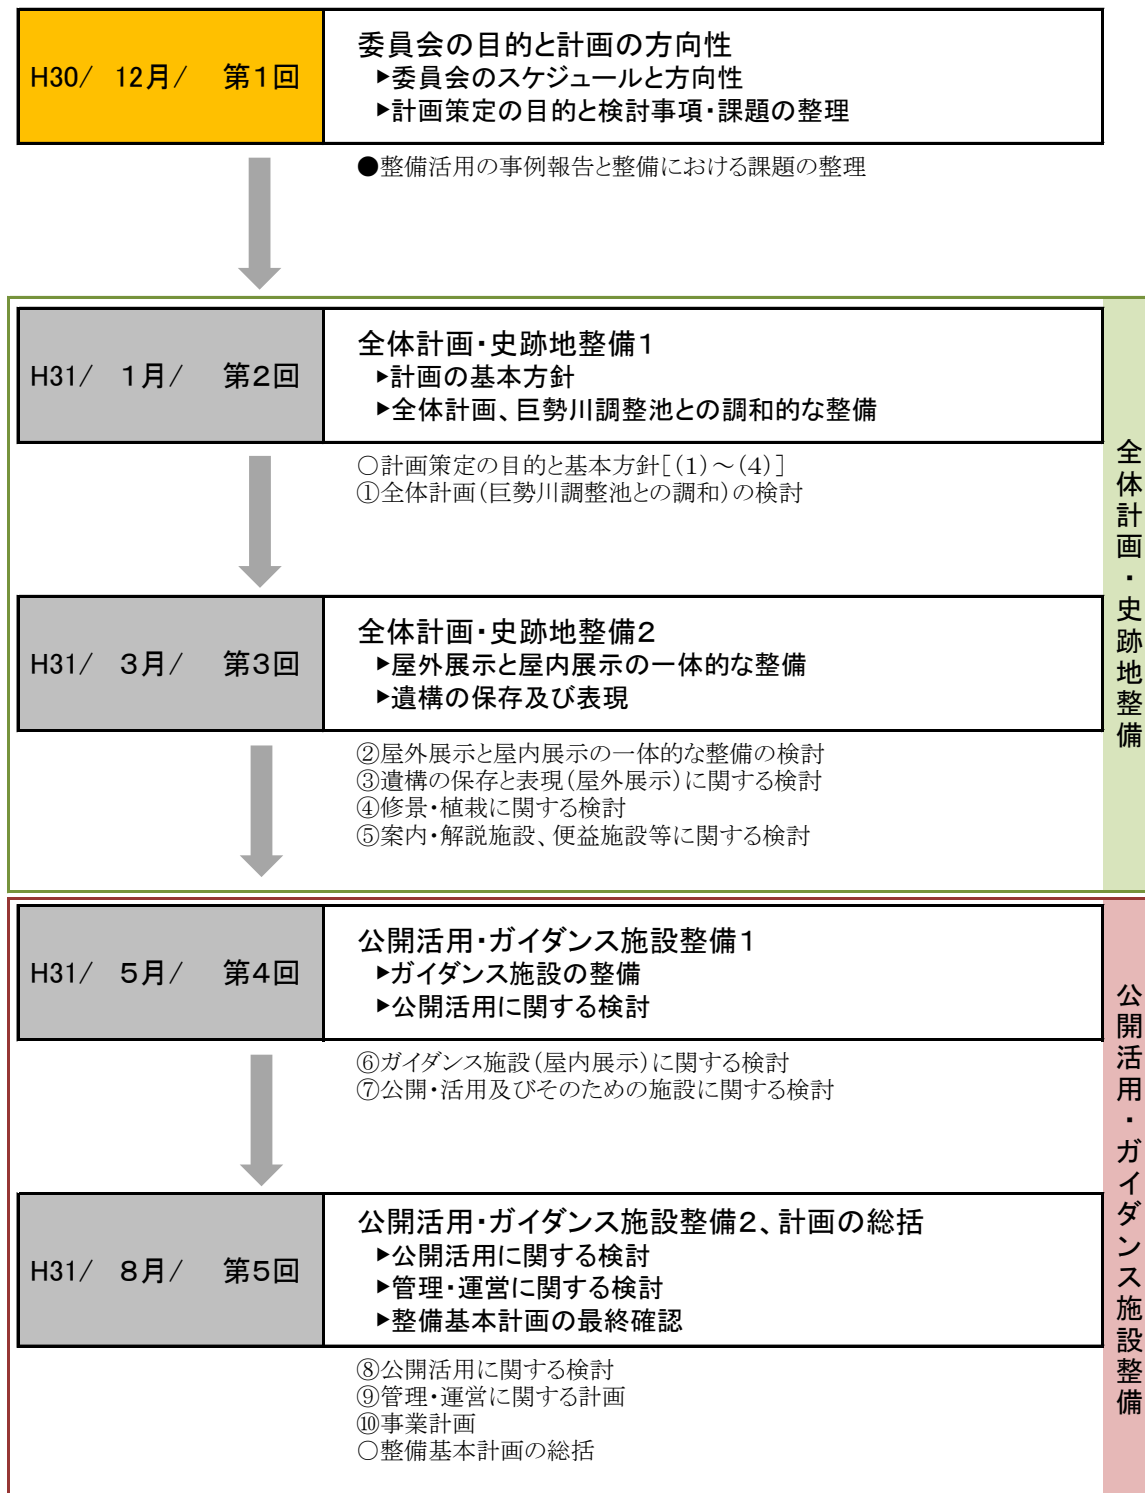 H30/ 12月/ 第1回
委員会の目的と計画の方向性
▶委員会のスケジュールと方向性
▶計画策定の目的と検討事項・課題の整理
●整備活用の事例報告と整備における課題の整理
H31/ 1月/ 第2回
全体計画・史跡地整備1
▶計画の基本方針
▶全体計画、巨勢川調整池との調和的な整備
○計画策定の目的と基本方針[(1)～(4)]
①全体計画(巨勢川調整池との調和)の検討
H31/ 3月/ 第3回
全体計画・史跡地整備2
▶屋外展示と屋内展示の一体的な整備
▶遺構の保存及び表現
②屋外展示と屋内展示の一体的な整備の検討
③遺構の保存と表現(屋外展示)に関する検討
④修景・植栽に関する検討
⑤案内・解説施設、便益施設等に関する検討
全体計画・史跡地整備
H31/ 5月/ 第4回
公開活用・ガイダンス施設整備1
▶ガイダンス施設の整備
▶公開活用に関する検討
⑥ガイダンス施設(屋内展示)に関する検討
⑦公開・活用及びそのための施設に関する検討
H31/ 8月/ 第5回
公開活用・ガイダンス施設整備2、計画の総括
▶公開活用に関する検討
▶管理・運営に関する検討
▶整備基本計画の最終確認
⑧公開活用に関する検討
⑨管理・運営に関する計画
⑩事業計画
○整備基本計画の総括
公開活用・ガイダンス施設整備